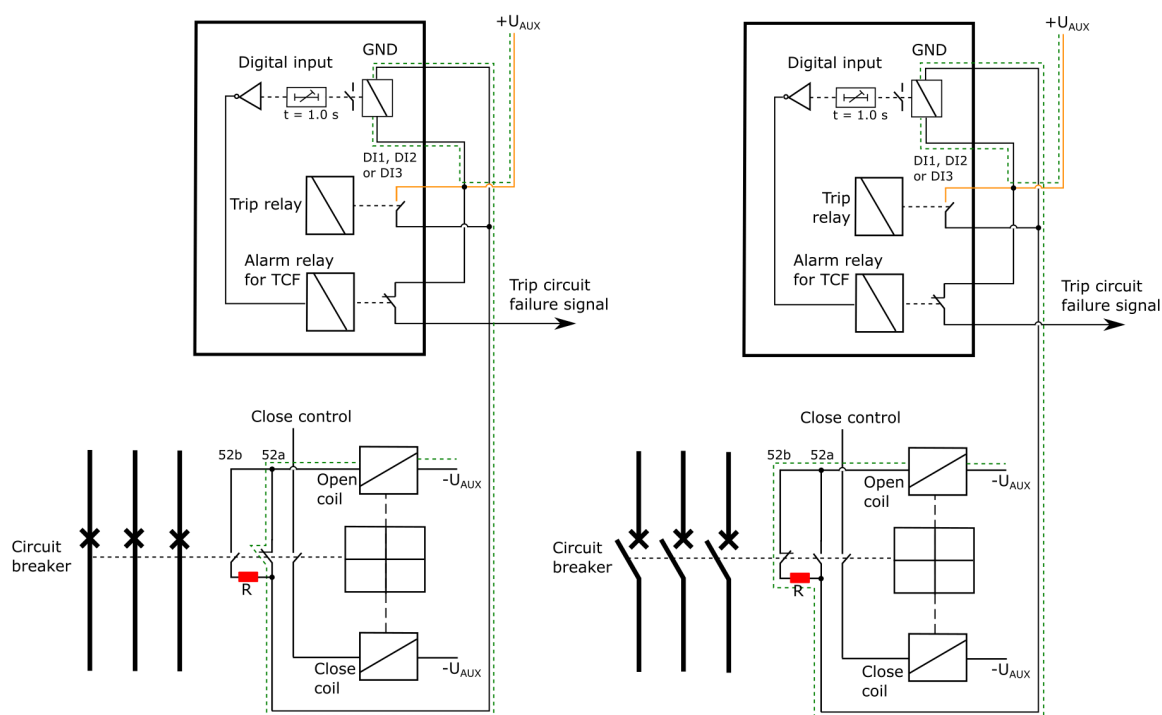 +UAUX
GND
Digital input
t = 1.0 s
DI1, DI2
or DI3
Trip relay
Alarm relay
for TCF
Trip circuit
failure signal
Close control
52b
52a
Open
coil
-UAUX
Circuit
breaker
R
Close
coil
-UAUX
+UAUX
GND
Digital input
t = 1.0 s
DI1, DI2
or DI3
Trip
relay
Alarm relay
for TCF
Trip circuit
failure signal
Close control
52b
52a
Open
coil
-UAUX
Circuit
breaker
R
Close
coil
-UAUX